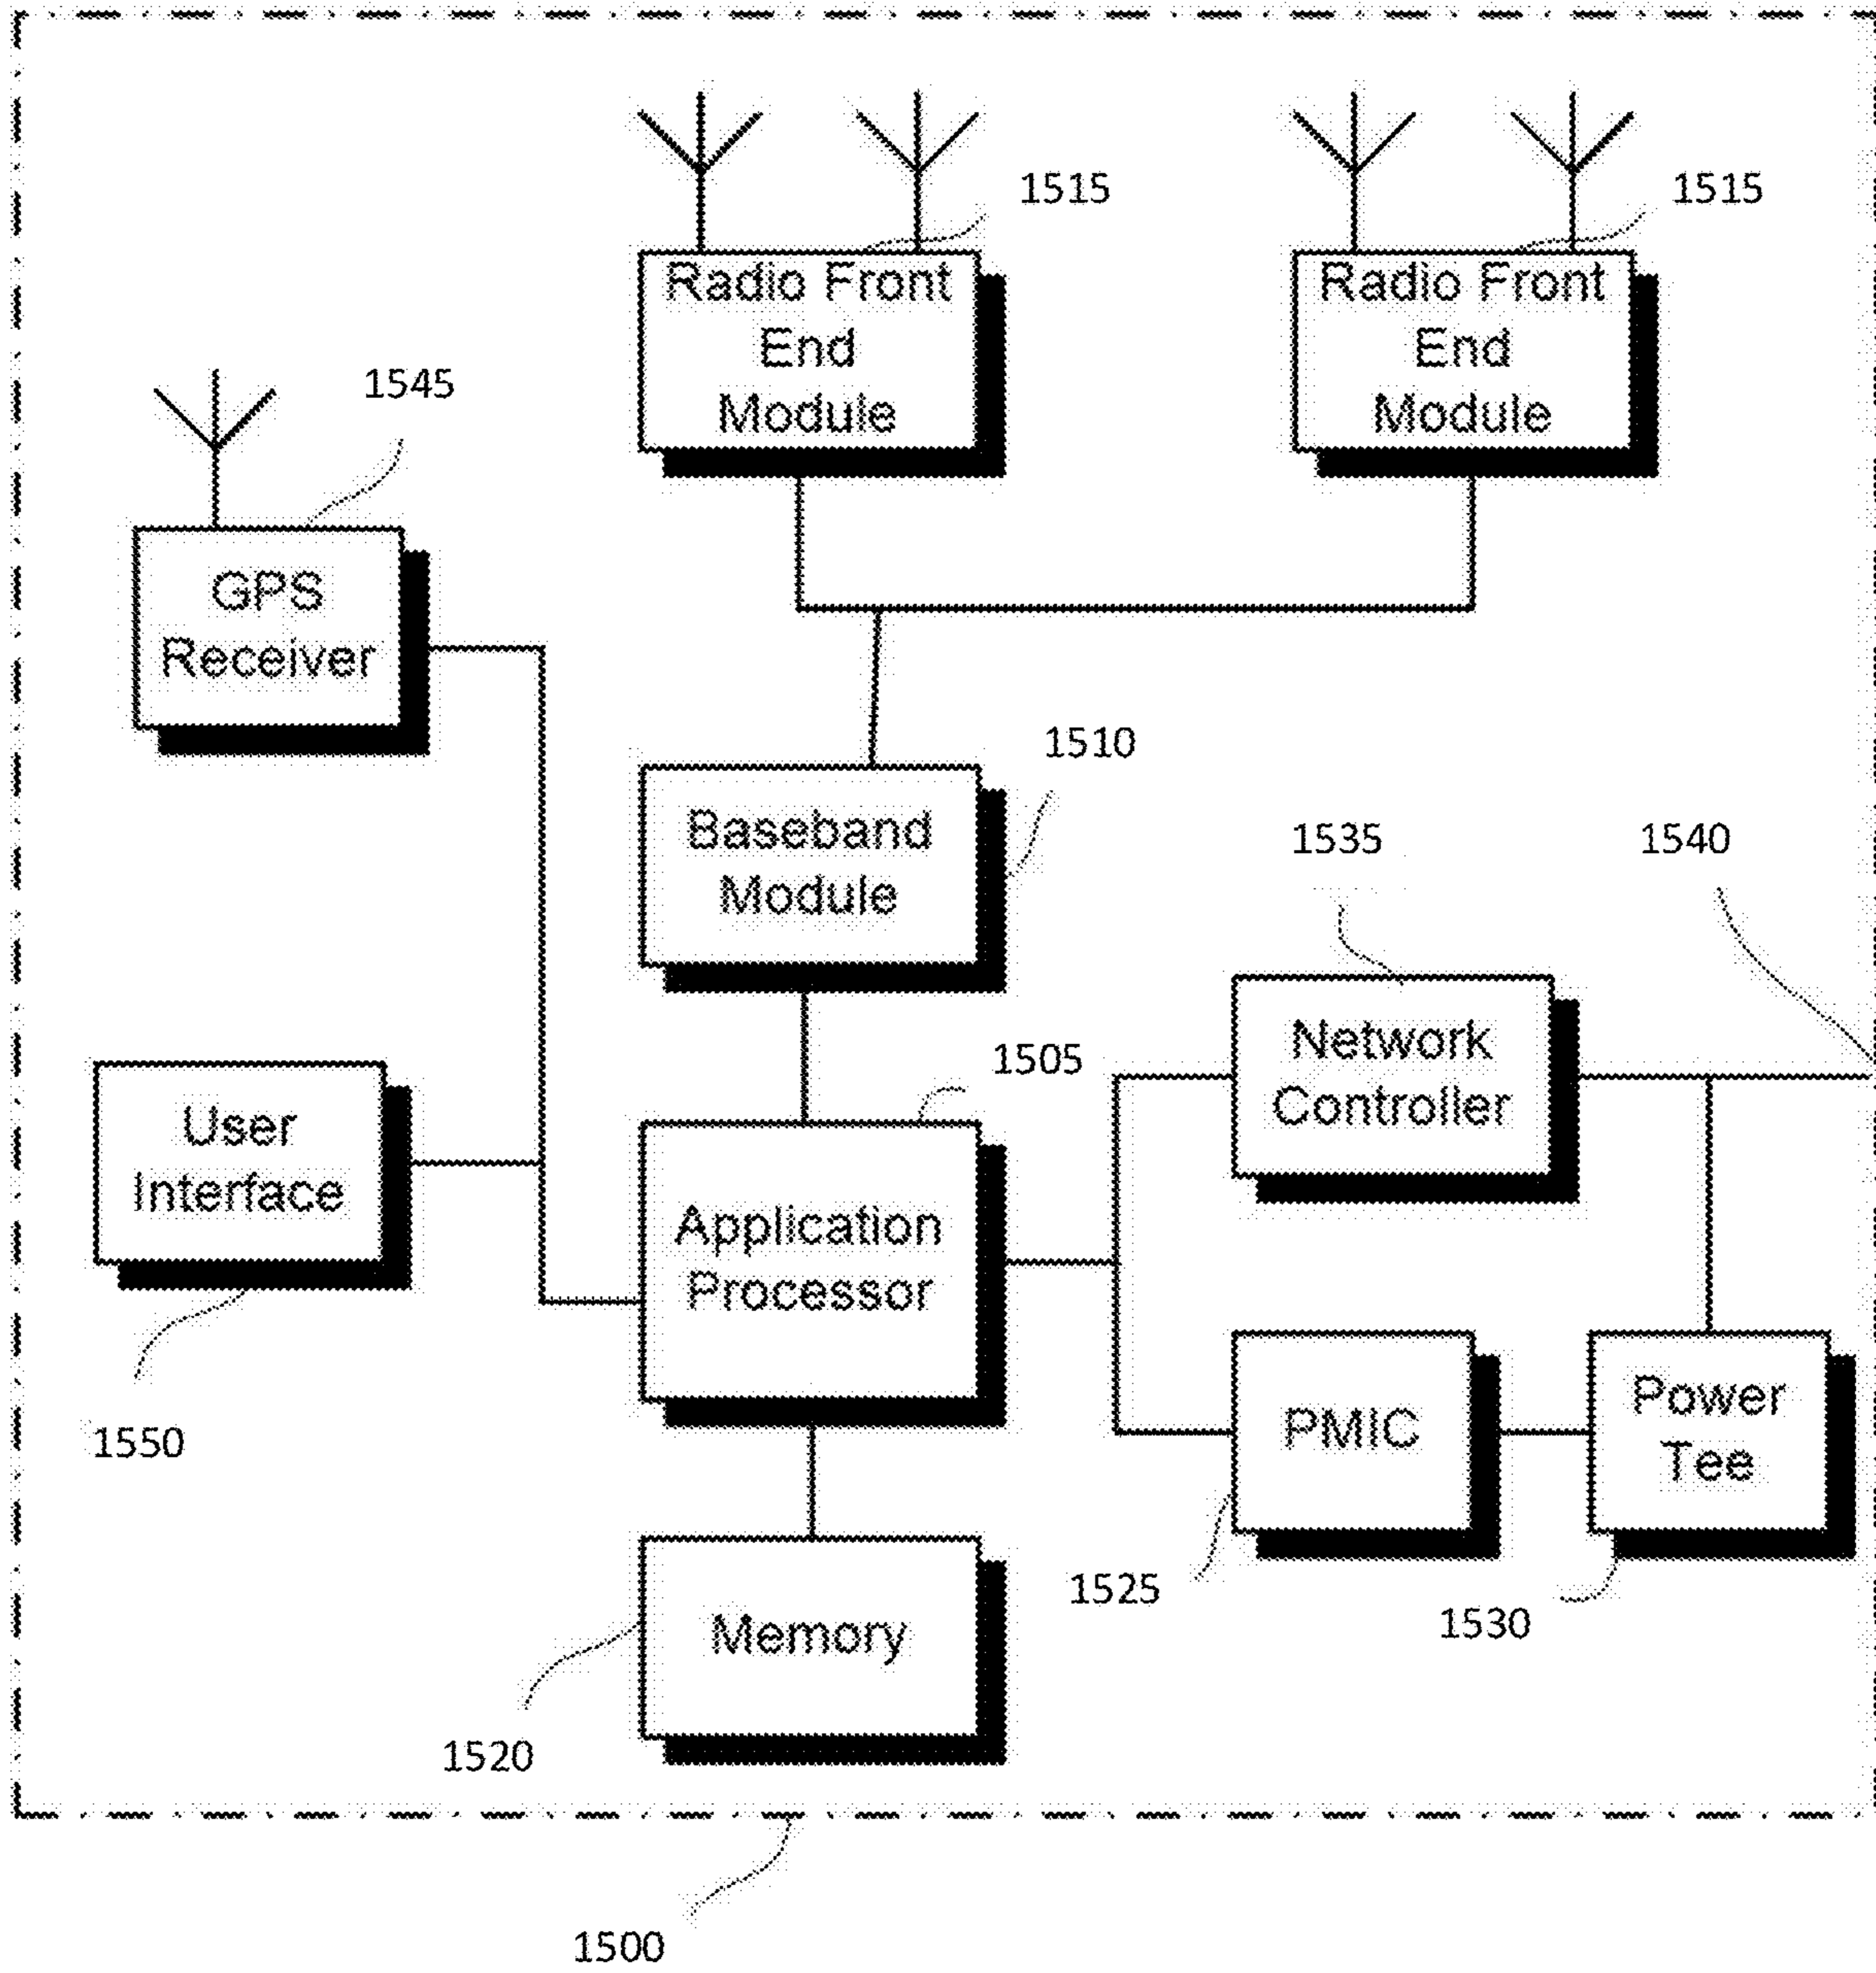 1515
1515
Radio Front
End
Module
Radio Front
End
Module
1545
GPS
Receiver
1510
Baseband
Module
1535
1540
Network
Controller
1505
User
Interface
Application
Processor
1550
PMIC
Power
Tee
1525
1530
Memory
1520
1500